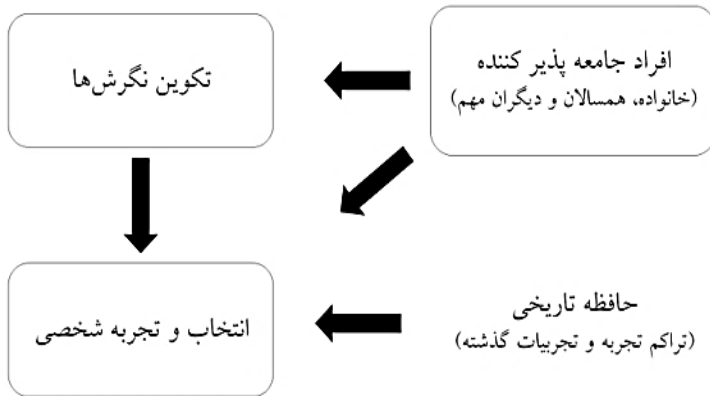 افراد جامعه پذیر کننده
(خانواده، همسالان و دیگران مهم)
تکوین نگرش‌ها
حافظه تاریخی
(تراکم تجربه و تجربیات گذشته)
انتخاب و تجربه شخصی